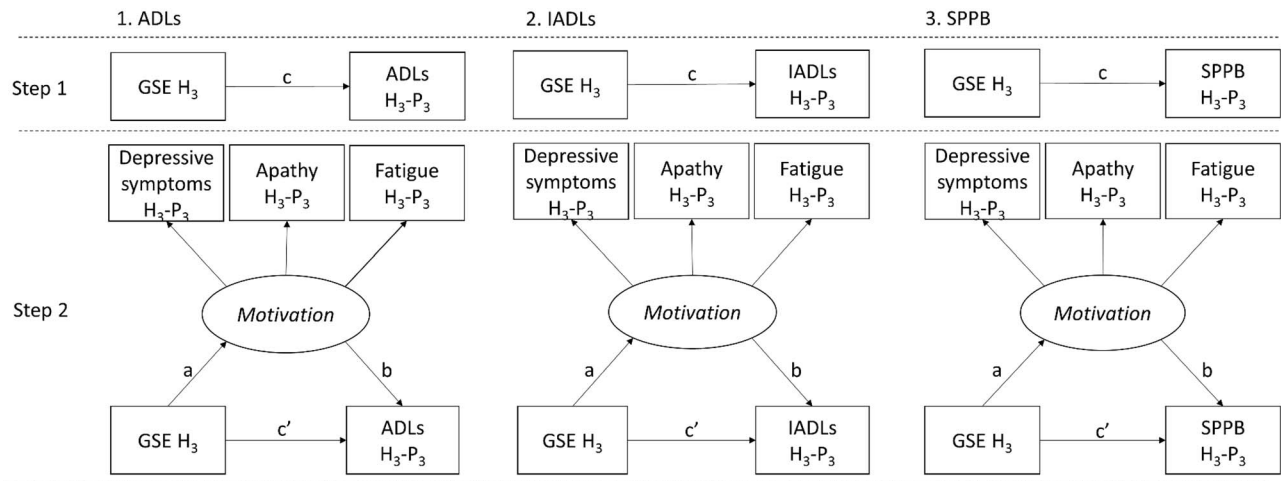 1. ADLs 2. IADLs 3. SPPB
Step 1
GSE H₃ c ADLs H₃-P₃
GSE H₃ c IADLs H₃-P₃
GSE H₃ c SPPB H₃-P₃
Step 2
Depressive symptoms H₃-P₃
Apathy H₃-P₃
Fatigue H₃-P₃
Motivation
a
b
GSE H₃ c’ ADLs H₃-P₃
Depressive symptoms H₃-P₃
Apathy H₃-P₃
Fatigue H₃-P₃
Motivation
a
b
GSE H₃ c’ IADLs H₃-P₃
Depressive symptoms H₃-P₃
Apathy H₃-P₃
Fatigue H₃-P₃
Motivation
a
b
GSE H₃ c’ SPPB H₃-P₃